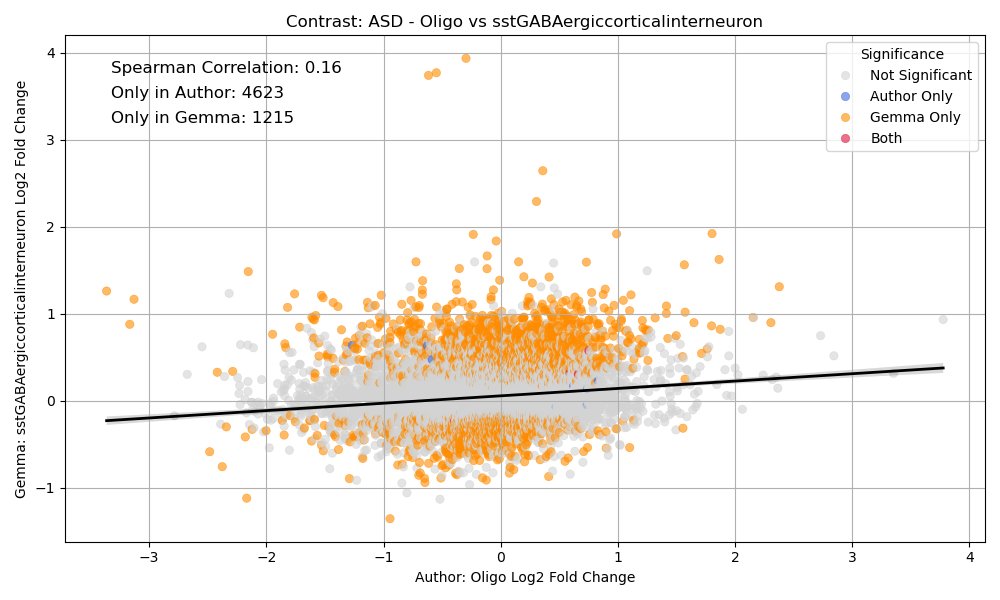 Contrast: ASD - Oligo vs sstGABAergiccorticalinterneuron
Spearman Correlation: 0.16
Only in Author: 4623
Only in Gemma: 1215
Significance
Not Significant
Author Only
Gemma Only
Both
Gemma: sstGABAergiccorticalinterneuron Log2 Fold Change
4
3
2
1
0
−1
−3
−2
−1
0
1
2
3
4
Author: Oligo Log2 Fold Change